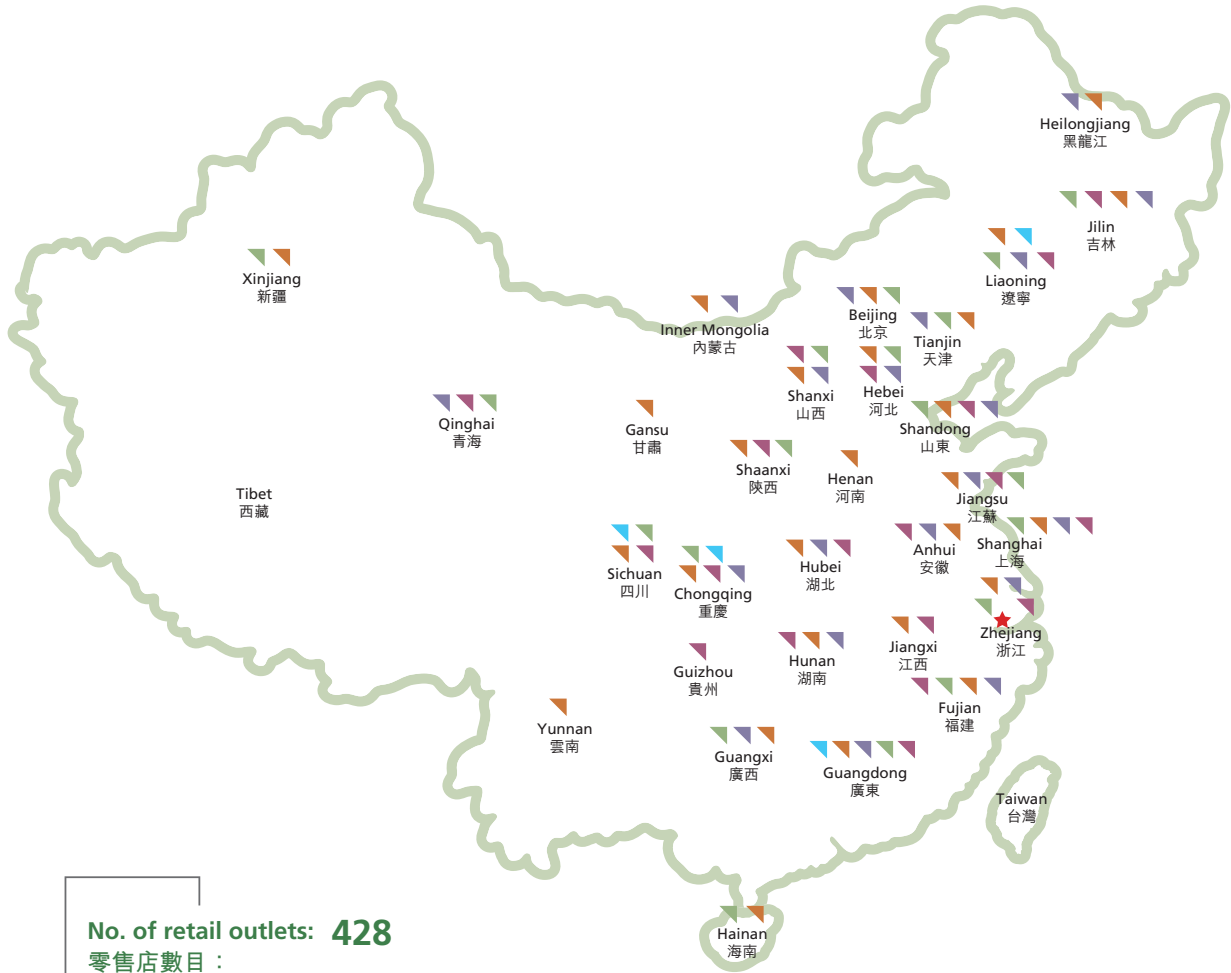 Heilongjiang
黑龍江
Jilin
吉林
Liaoning
遼寧
Xinjiang
新疆
Inner Mongolia
內蒙古
Beijing
北京
Tianjin
天津
Shanxi
山西
Hebei
河北
Qinghai
青海
Gansu
甘肅
Shandong
山東
Shaanxi
陝西
Henan
河南
Tibet
西藏
Jiangsu
江蘇
Sichuan
四川
Chongqing
重慶
Hubei
湖北
Anhui
安徽
Shanghai
上海
Zhejiang
浙江
Guizhou
貴州
Hunan
湖南
Jiangxi
江西
Yunnan
雲南
Guangxi
廣西
Guangdong
廣東
Fujian
福建
Taiwan
台灣
Hainan
海南
No. of retail outlets: 428
零售店數目：